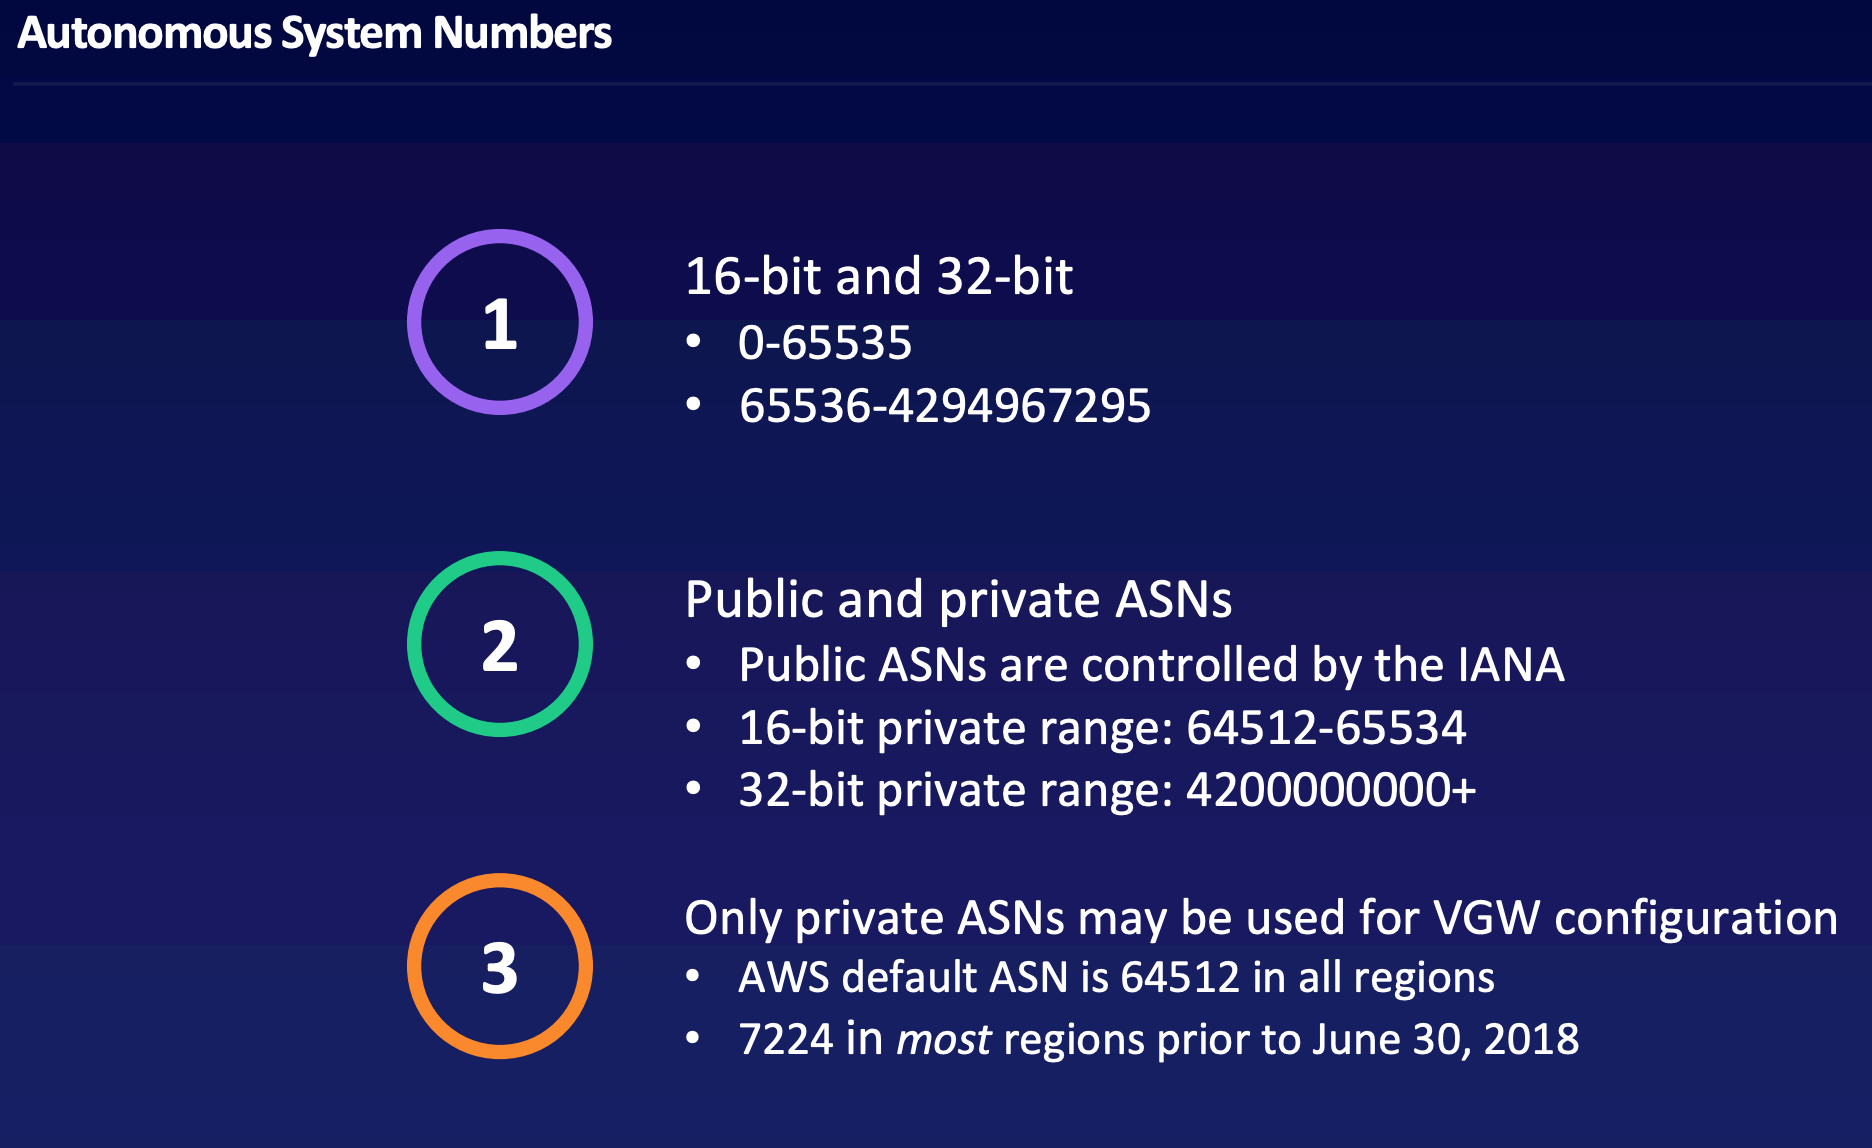 Autonomous System Numbers
1
16-bit and 32-bit
• 0-65535
• 65536-4294967295
2
Public and private ASNs
• Public ASNs are controlled by the IANA
• 16-bit private range: 64512-65534
• 32-bit private range: 4200000000+
3
Only private ASNs may be used for VGW configuration
• AWS default ASN is 64512 in all regions
• 7224 in most regions prior to June 30, 2018